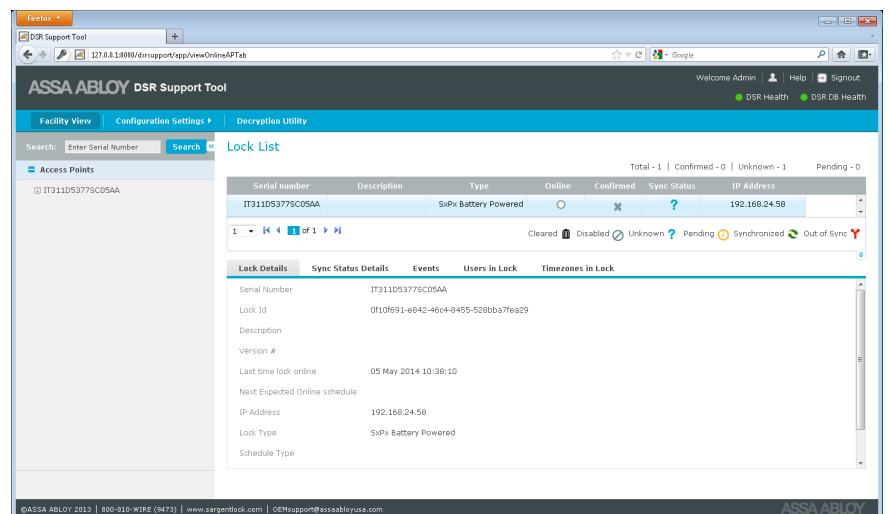 Firefox
DSR Support Tool
127.0.0.1:8080/dsrsupport/app/viewOnlineAPTab
Google
ASSA ABLOY DSR Support Tool
Welcome Admin | Help | Signout
DSR Health DSR DB Health
Facility View Configuration Settings Decryption Utility
Search: Enter Serial Number Search «
Lock List
Access Points
Total - 1 | Confirmed - 0 | Unknown - 1 Pending - 0
IT311D5377SC05AA
Serial number Description Type Online Confirmed Sync Status IP Address
IT311D5377SC05AA SxPx Battery Powered ? 192.168.24.58
1 1 of 1
Cleared Disabled Unknown ? Pending Synchronized Out of Sync
Lock Details Sync Status Details Events Users in Lock Timezones in Lock
Serial Number IT311D5377SC05AA
Lock Id 0f10f691-e842-46c4-8455-528bba7fea29
Description
Version #
Last time lock online 05 May 2014 10:38:10
Next Expected Online schedule
IP Address 192.168.24.58
Lock Type SxPx Battery Powered
Schedule Type
©ASSA ABLOY 2013 | 800-810-WIRE (9473) | www.sargentlock.com | OEMsupport@assaabloyusa.com
ASSA ABLOY